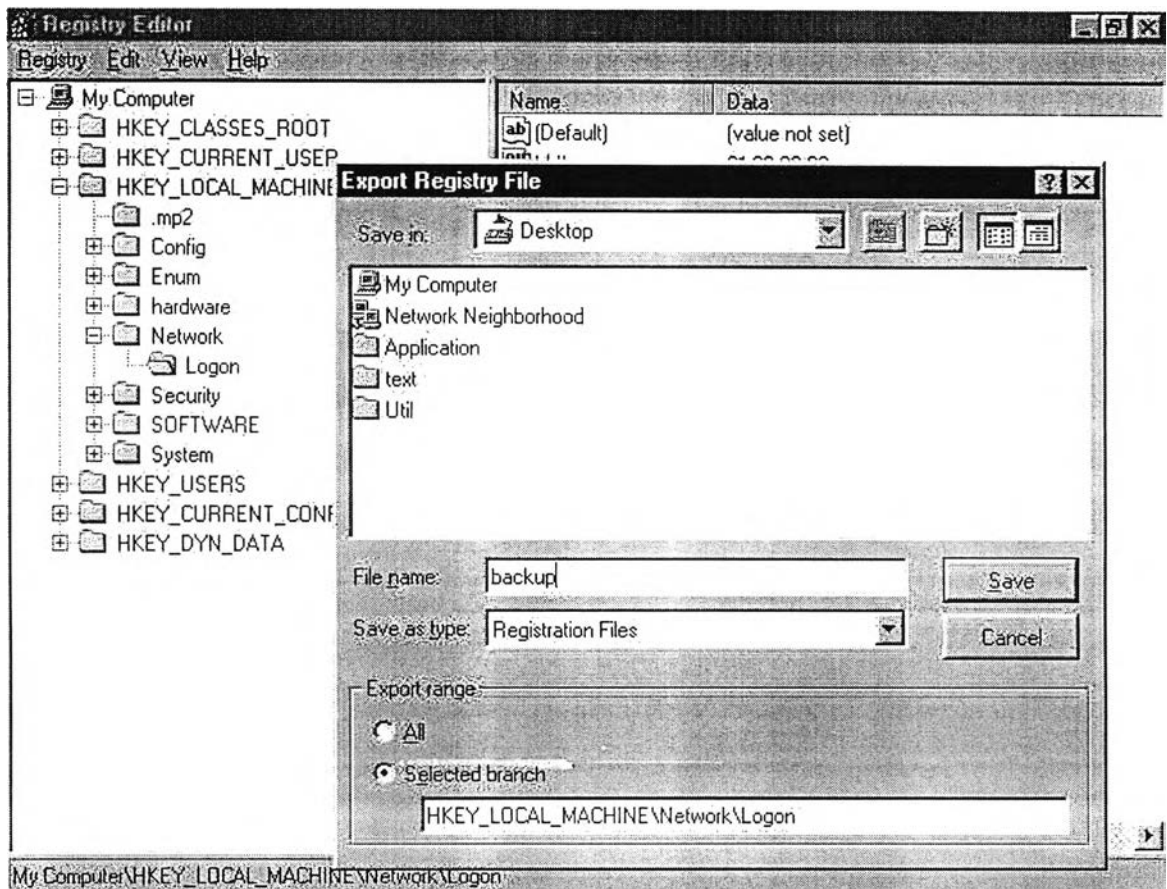 Registry Editor
Registry Edit View Help
My Computer
HKEY_CLASSES_ROOT
HKEY_CURRENT_USER
HKEY_LOCAL_MACHINE
.mp2
Config
Enum
hardware
Network
Logon
Security
SOFTWARE
System
HKEY_USERS
HKEY_CURRENT_CONF
HKEY_DYN_DATA
Name Data
ab (Default) (value not set)
Export Registry File
Save in: Desktop
My Computer
Network Neighborhood
Application
text
Util
File name: backup
Save
Save as type: Registration Files
Cancel
Export range
All
Selected branch
HKEY_LOCAL_MACHINE\Network\Logon
My Computer\HKEY_LOCAL_MACHINE\Network\Logon